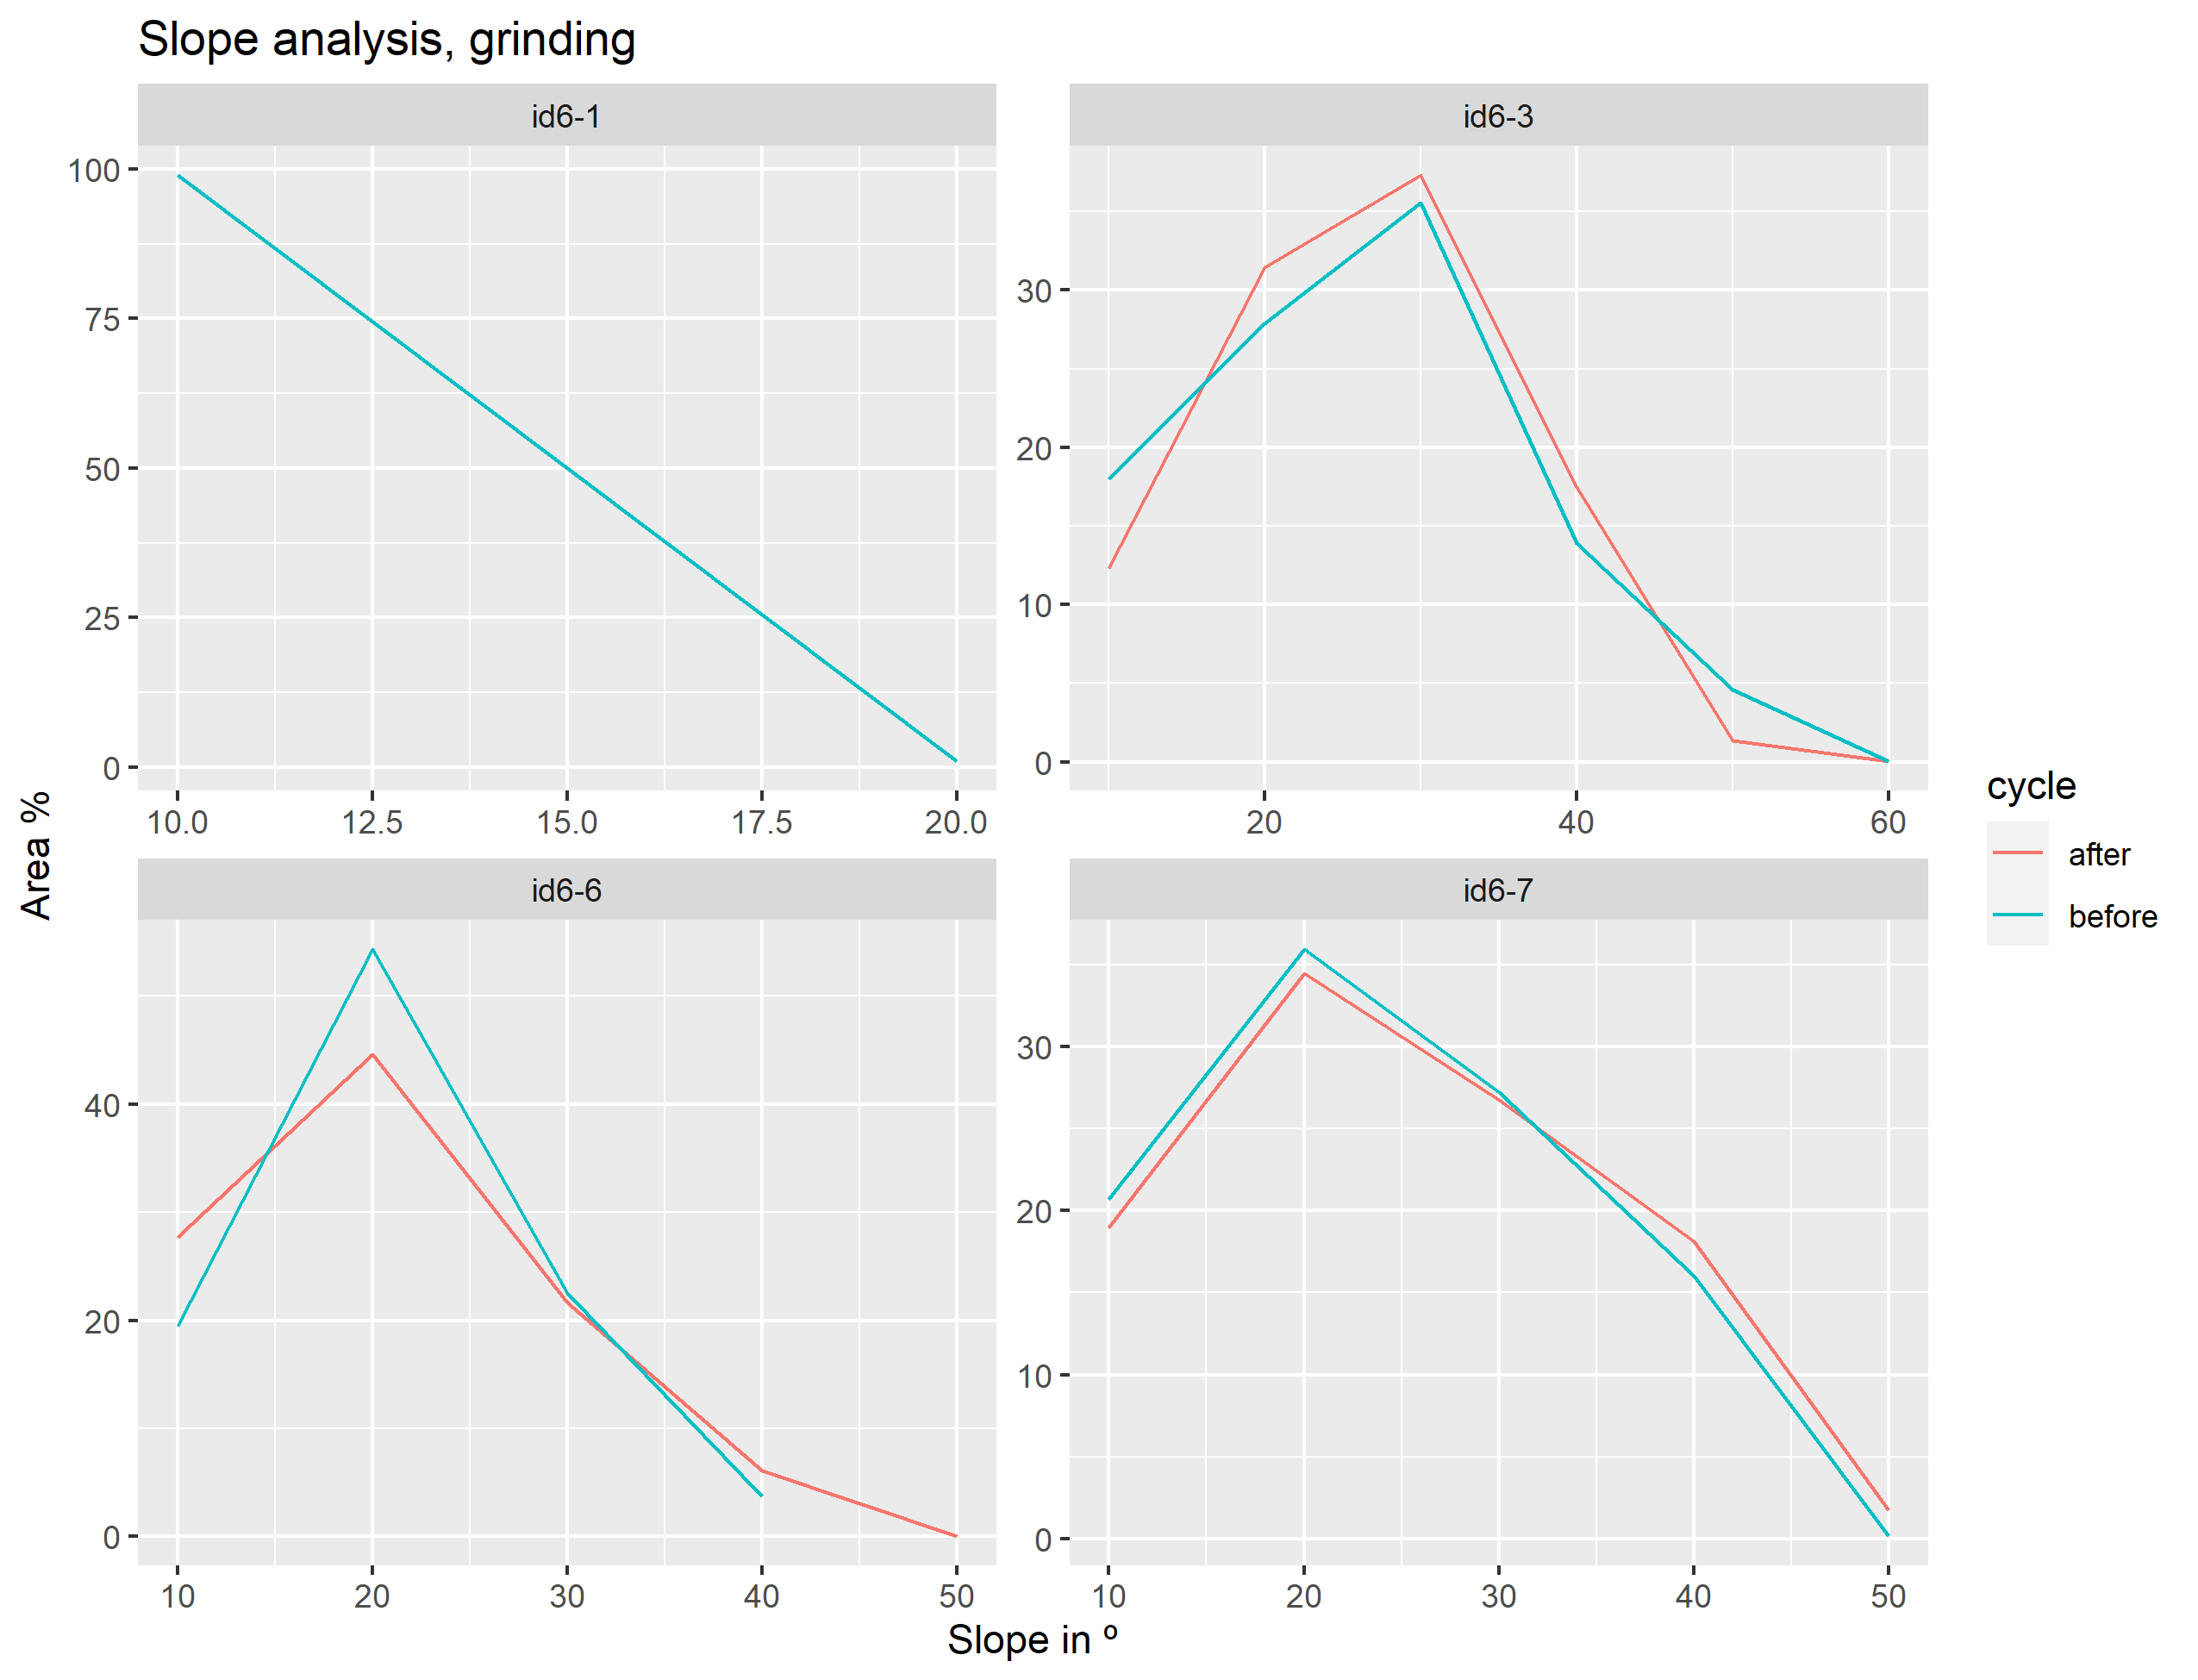 Slope analysis, grinding
id6-1
id6-3
100
75
50
25
0
10.0 12.5 15.0 17.5 20.0
30
20
10
0
20 40 60
id6-6
id6-7
40
20
0
10 20 30 40 50
30
20
10
0
10 20 30 40 50
Area %
Slope in º
cycle
after
before